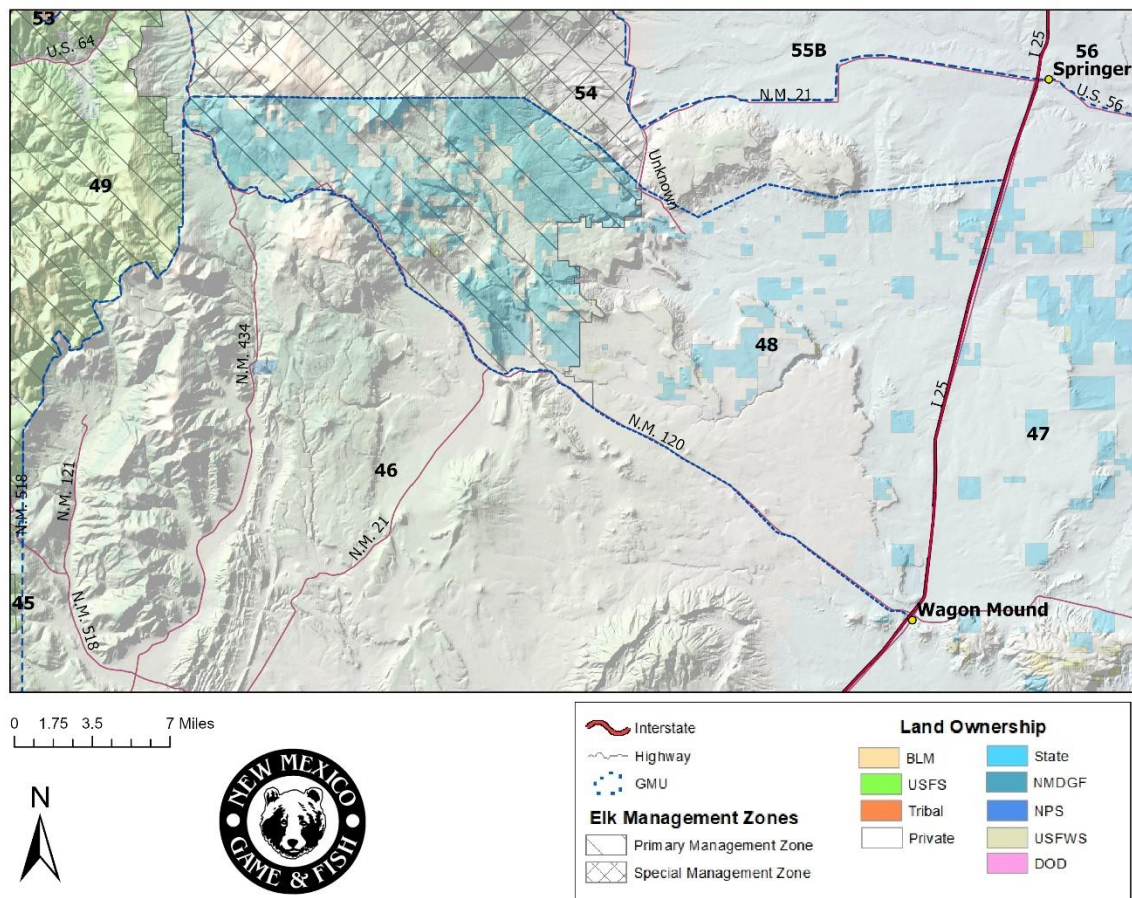 53
U.S. 64
49
54
55B
N.M. 21
I 25
56
Springer
U.S. 56
Unknown
48
I 25
47
N.M. 434
N.M. 120
46
N.M. 21
N.M. 518
N.M. 121
45
N.M. 518
Wagon Mound
0 1.75 3.5 7 Miles
N
NEW MEXICO
GAME & FISH
Interstate
Highway
GMU
Elk Management Zones
Primary Management Zone
Special Management Zone
Land Ownership
BLM
USFS
Tribal
Private
State
NMDGF
NPS
USFWS
DOD